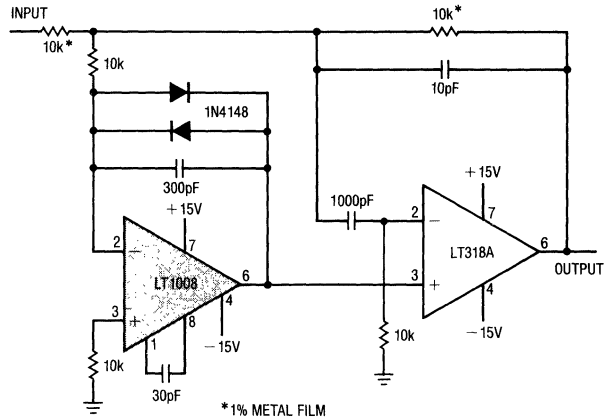 INPUT
10k*
10k*
10k
1N4148
10pF
300pF
+15V
1000pF
+15V
2
7
2
7
−
−
LT1008
6
LT318A
6
OUTPUT
3
+
4
3
+
4
1
8
−15V
−15V
10k
10k
30pF
*1% METAL FILM